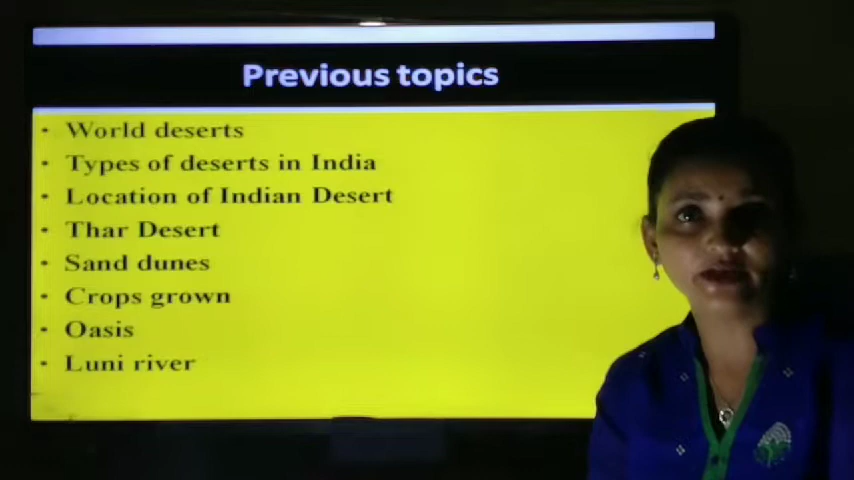 Previous topics
• World deserts
• Types of deserts in India
• Location of Indian Desert
• Thar Desert
• Sand dunes
• Crops grown
• Oasis
• Luni river